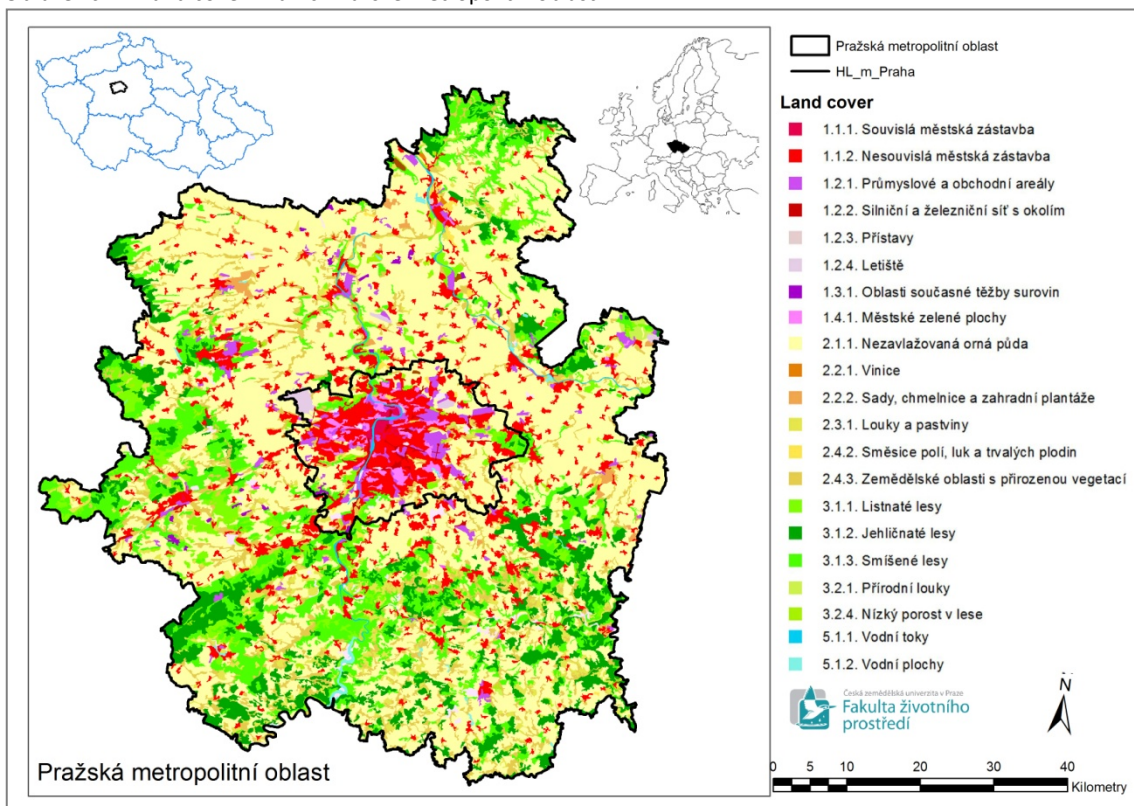 Pražská metropolitní oblast
HL_m_Praha
Land cover
1.1.1. Souvislá městská zástavba
1.1.2. Nesouvislá městská zástavba
1.2.1. Průmyslové a obchodní areály
1.2.2. Silniční a železniční síť s okolím
1.2.3. Přístavy
1.2.4. Letiště
1.3.1. Oblasti současné těžby surovin
1.4.1. Městské zelené plochy
2.1.1. Nezavlažovaná orná půda
2.2.1. Vinice
2.2.2. Sady, chmelnice a zahradní plantáže
2.3.1. Louky a pastviny
2.4.2. Směsice polí, luk a trvalých plodin
2.4.3. Zemědělské oblasti s přirozenou vegetací
3.1.1. Listnaté lesy
3.1.2. Jehličnaté lesy
3.1.3. Smíšené lesy
3.2.1. Přírodní louky
3.2.4. Nízký porost v lese
5.1.1. Vodní toky
5.1.2. Vodní plochy
Česká zemědělská univerzita v Praze
Fakulta životního
prostředí
N
0 5 10 20 30 40
Kilometry
Pražská metropolitní oblast